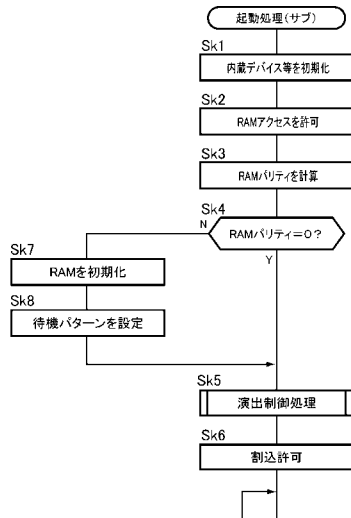 起動処理(サブ)
Sk1
内蔵デバイス等を初期化
Sk2
RAMアクセスを許可
Sk3
RAMパリティを計算
Sk4
RAMパリティ=0?
N
Y
Sk7
RAMを初期化
Sk8
待機パターンを設定
Sk5
演出制御処理
Sk6
割込許可